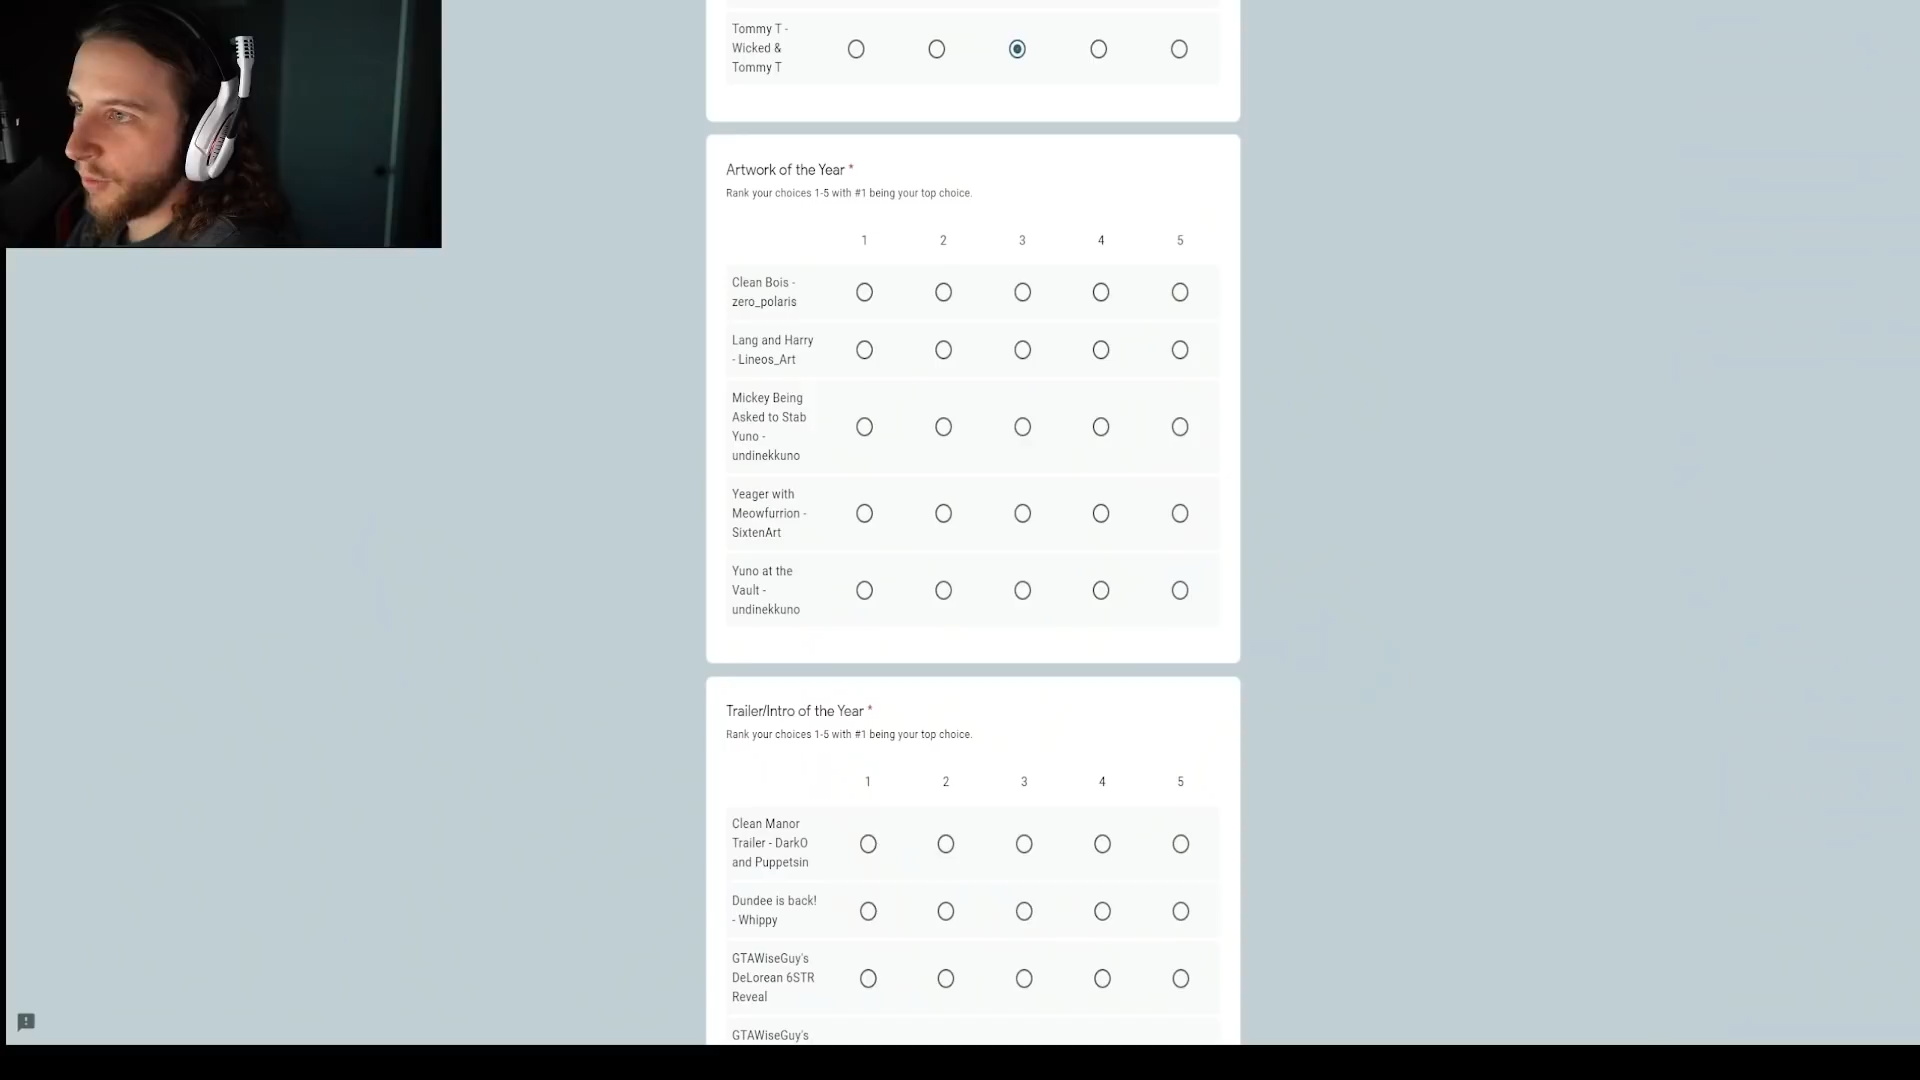 Tommy T -
Wicked &
Tommy T
Artwork of the Year *
Rank your choices 1-5 with #1 being your top choice.
1 2 3 4 5
Clean Bois -
zero_polaris
Lang and Harry
- Lineos_Art
Mickey Being
Asked to Stab
Yuno -
undinekkuno
Yeager with
Meowfurrion -
SixtenArt
Yuno at the
Vault -
undinekkuno
Trailer/Intro of the Year *
Rank your choices 1-5 with #1 being your top choice.
1 2 3 4 5
Clean Manor
Trailer - DarkO
and Puppetsin
Dundee is back!
- Whippy
GTAWiseGuy's
DeLorean 6STR
Reveal
GTAWiseGuy's